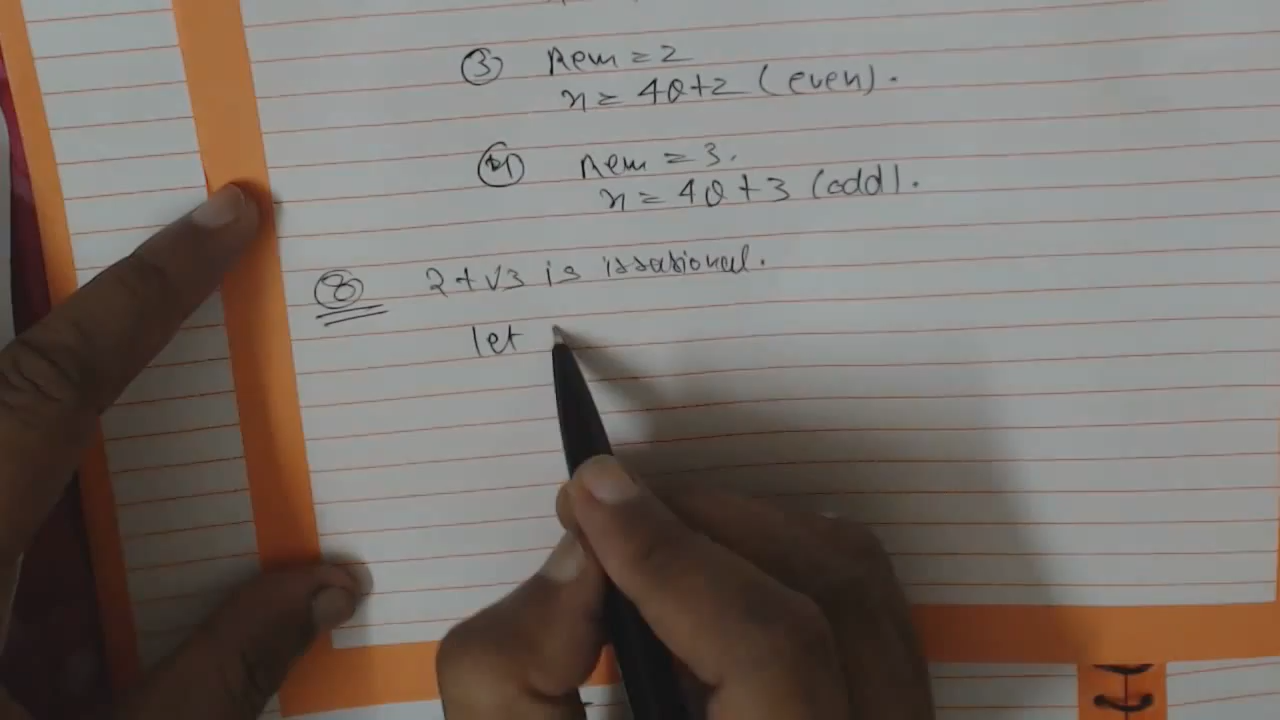 ③ Rem = 2
n = 4Q+2 (even).
④ Rem = 3.
n = 4Q + 3 (odd).
⑧ 2+√3 is irrational.
let